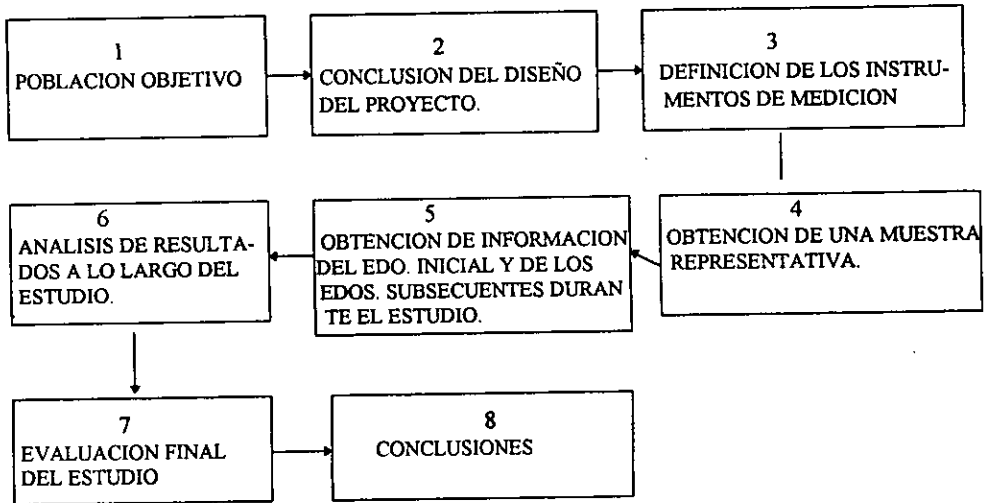 1
POBLACION OBJETIVO
2
CONCLUSION DEL DISEÑO
DEL PROYECTO.
3
DEFINICION DE LOS INSTRU-
MENTOS DE MEDICION
4
OBTENCION DE UNA MUESTRA
REPRESENTATIVA.
5
OBTENCION DE INFORMACION
DEL EDO. INICIAL Y DE LOS
EDOS. SUBSECUENTES DURAN
TE EL ESTUDIO.
6
ANALISIS DE RESULTA-
DOS A LO LARGO DEL
ESTUDIO.
7
EVALUACION FINAL
DEL ESTUDIO
8
CONCLUSIONES